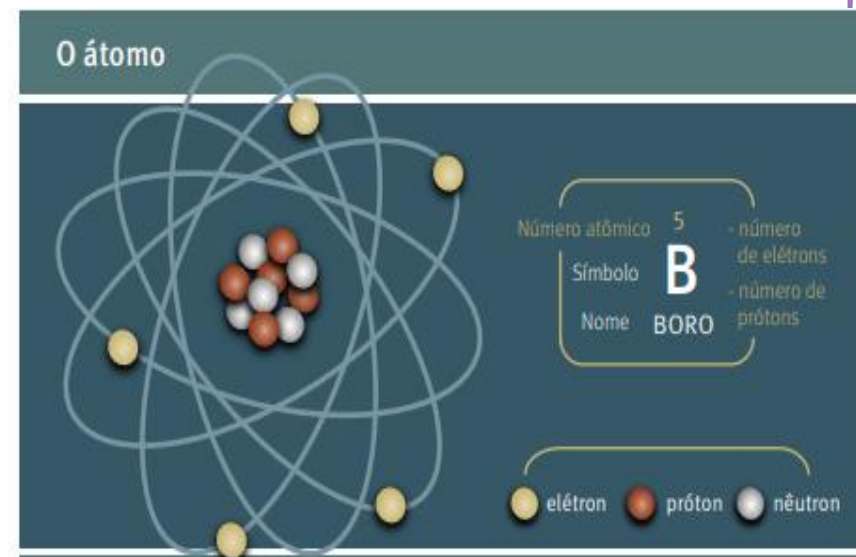 O átomo
Número atômico 5
- número
de elétrons
Símbolo B
- número de
prótons
Nome BORO
elétron próton nêutron